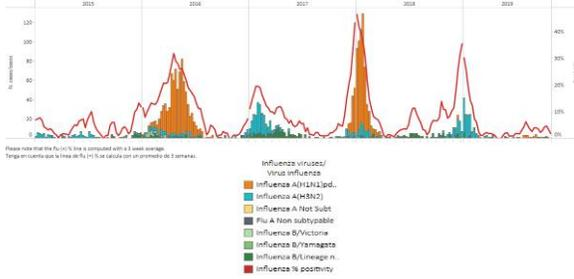 2015 2016 2017 2018 2019
120
100
80
60
40
20
0
40%
30%
20%
10%
0%
Please note that the flu (+) % line is computed with a 3 week average.
Tenga en cuenta que la linea de flu (+) % se calcula con un promedio de 3 semanas.
Influenza viruses/
Virus influenza
Influenza A(H1N1)pd..
Influenza A(H3N2)
Influenza A Not Subt
Flu A Non subtypable
Influenza B/Victoria
Influenza B/Yamagata
Influenza B/Lineage n..
Influenza % positivity